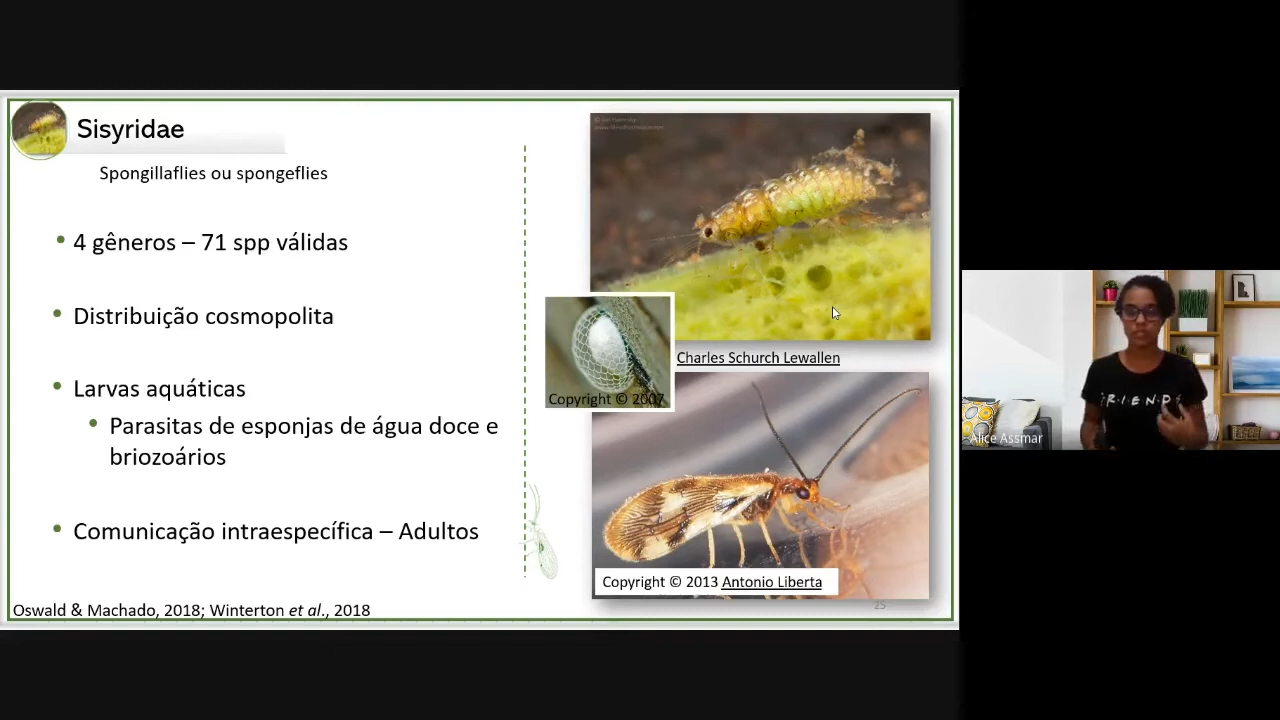 Sisyridae
Spongillaflies ou spongeflies
4 gêneros – 71 spp válidas
Distribuição cosmopolita
Larvas aquáticas
Parasitas de esponjas de água doce e
briozoários
Comunicação intraespecífica – Adultos
Oswald & Machado, 2018; Winterton et al., 2018
Charles Schurch Lewallen
Copyright © 2007
Copyright © 2013 Antonio Liberta
25
FRIENDS
Alice Assmar